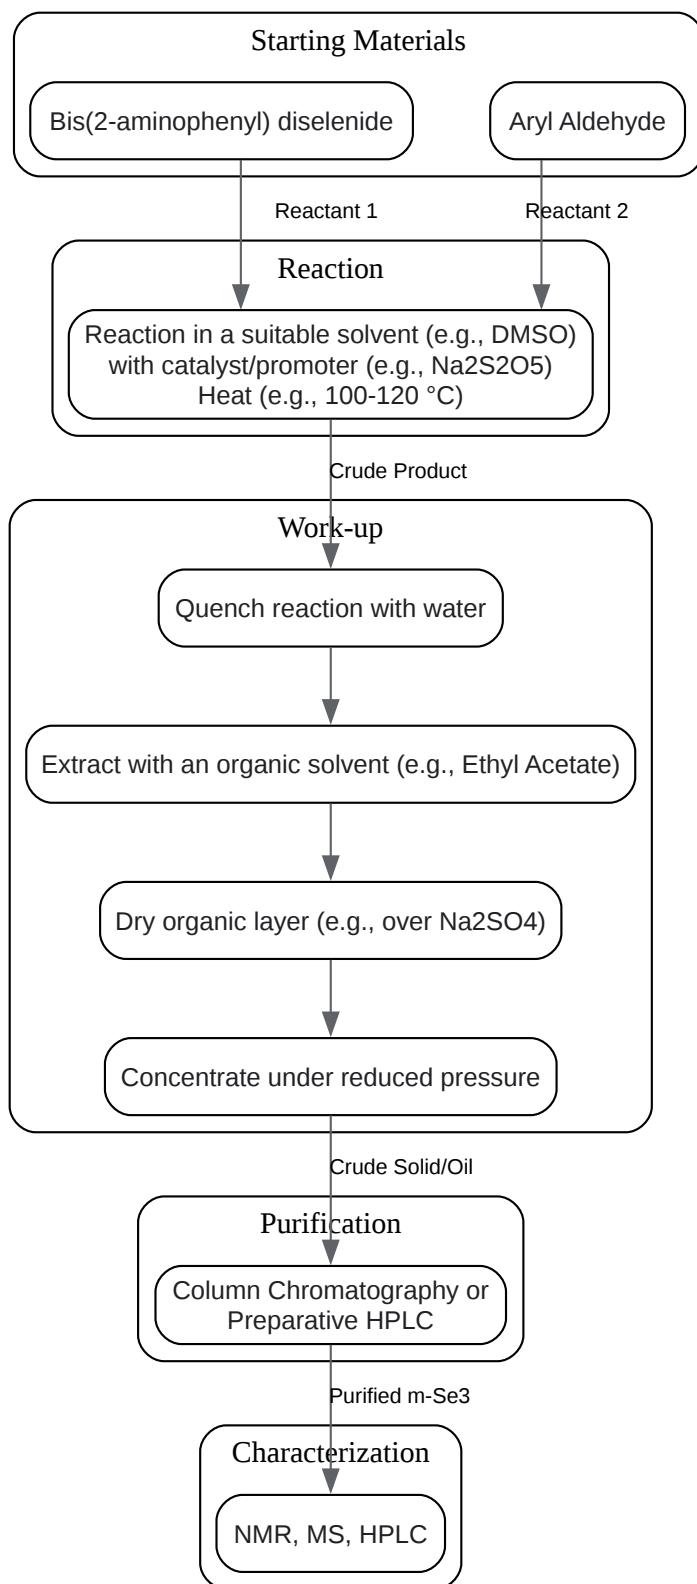 Starting Materials
Bis(2-aminophenyl) diselenide
Aryl Aldehyde
Reactant 1
Reactant 2
Reaction
Reaction in a suitable solvent (e.g., DMSO)
with catalyst/promoter (e.g., Na2S2O5)
Heat (e.g., 100-120 °C)
Crude Product
Work-up
Quench reaction with water
Extract with an organic solvent (e.g., Ethyl Acetate)
Dry organic layer (e.g., over Na2SO4)
Concentrate under reduced pressure
Crude Solid/Oil
Purification
Column Chromatography or
Preparative HPLC
Purified m-Se3
Characterization
NMR, MS, HPLC